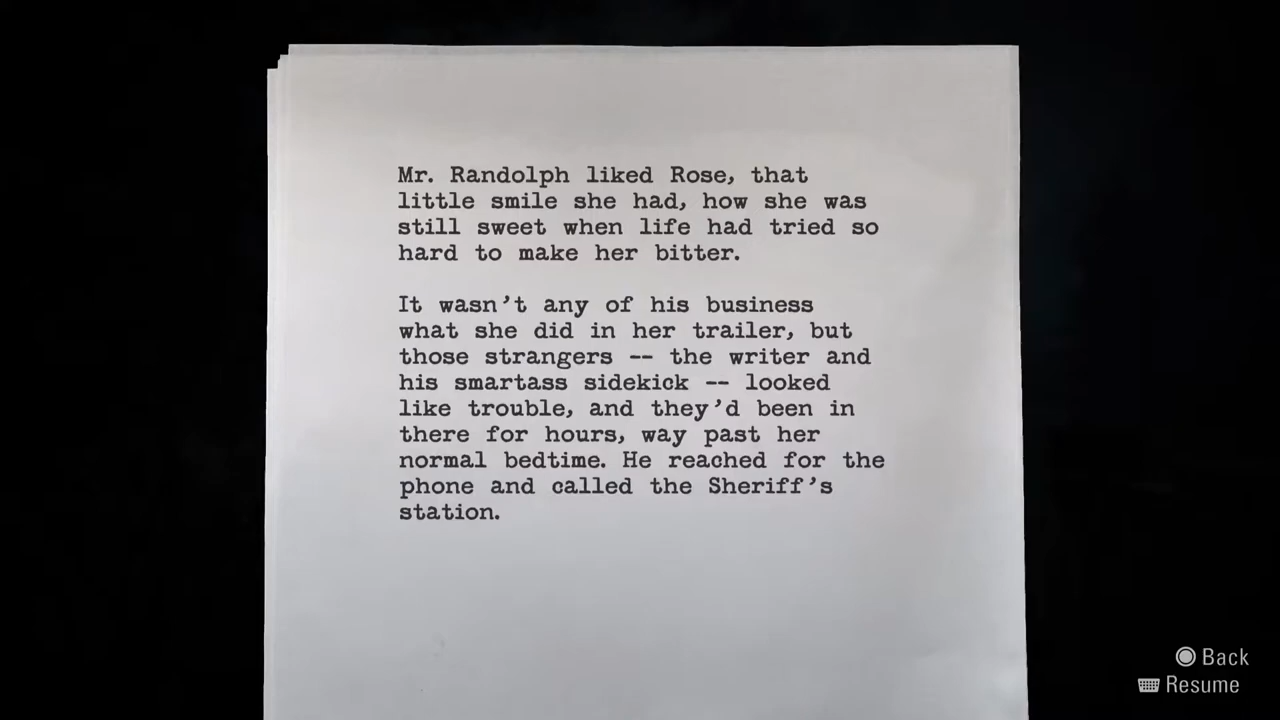 Mr. Randolph liked Rose, that
little smile she had, how she was
still sweet when life had tried so
hard to make her bitter.
It wasn't any of his business
what she did in her trailer, but
those strangers -- the writer and
his smartass sidekick -- looked
like trouble, and they'd been in
there for hours, way past her
normal bedtime. He reached for the
phone and called the Sheriff's
station.
Back
Resume